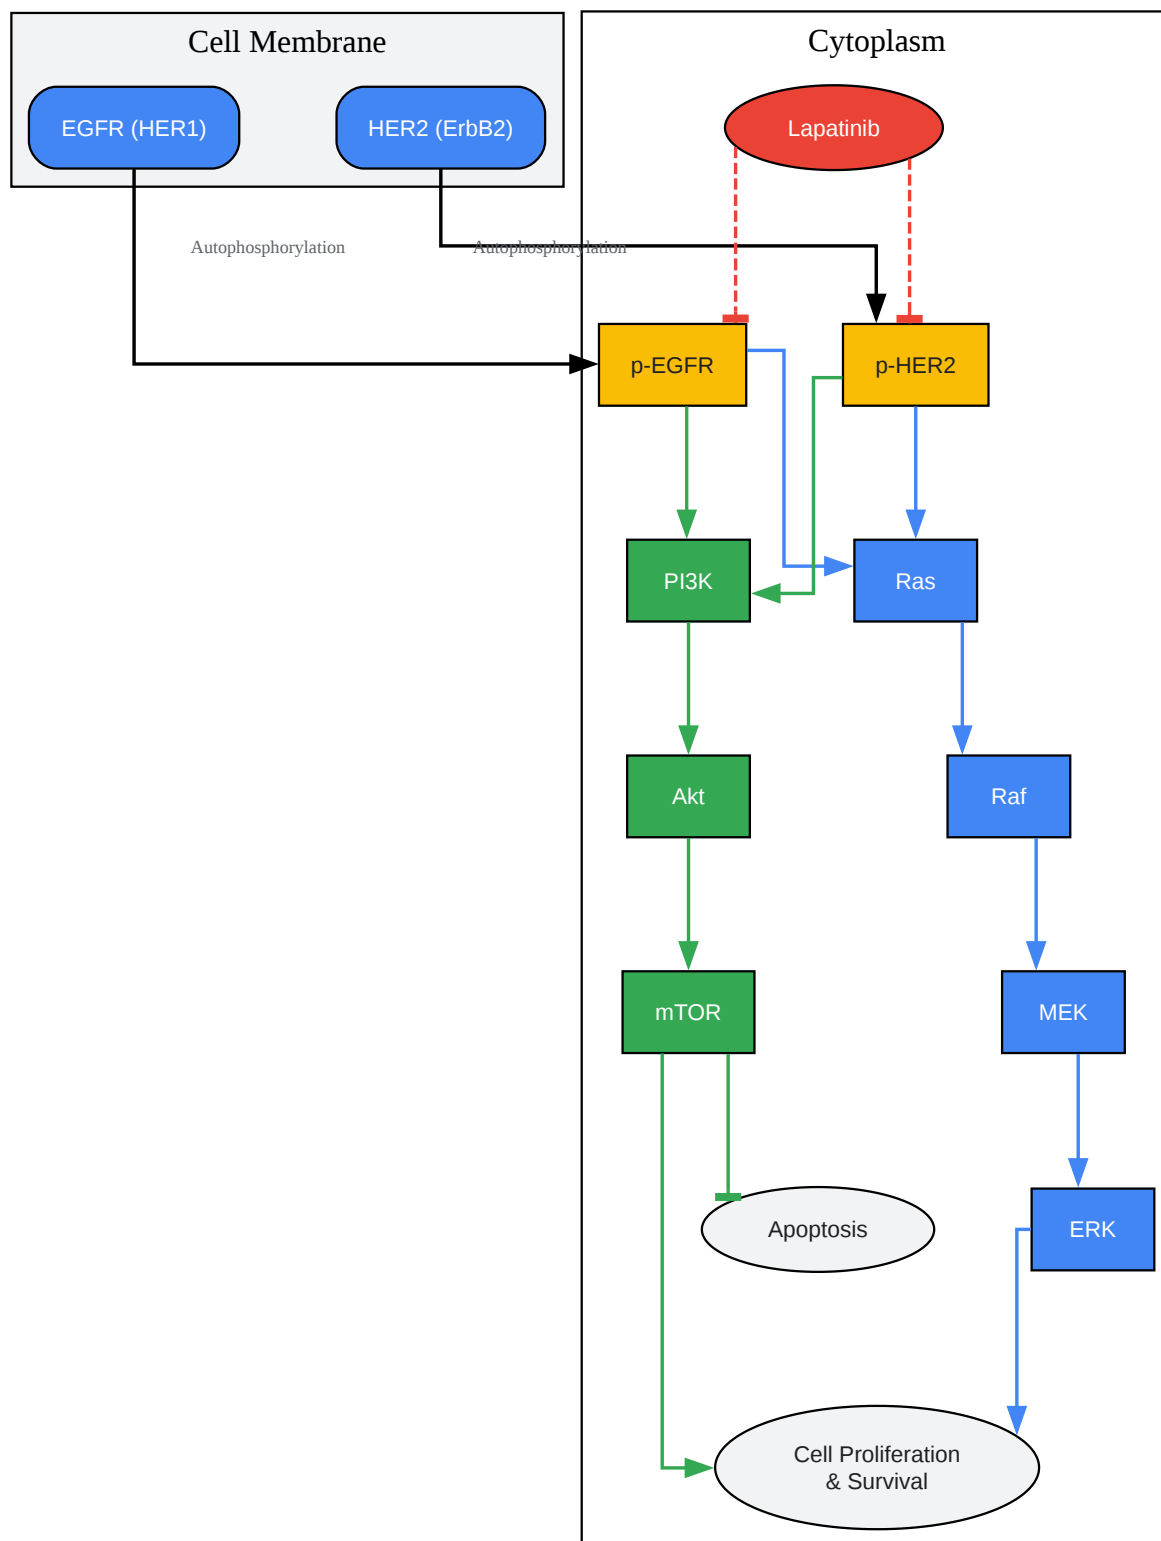 Cell Membrane
Cytoplasm
EGFR (HER1)
HER2 (ErbB2)
Lapatinib
Autophosphorylation
Autophosphorylation
p-EGFR
p-HER2
PI3K
Ras
Akt
Raf
mTOR
MEK
Apoptosis
ERK
Cell Proliferation
& Survival